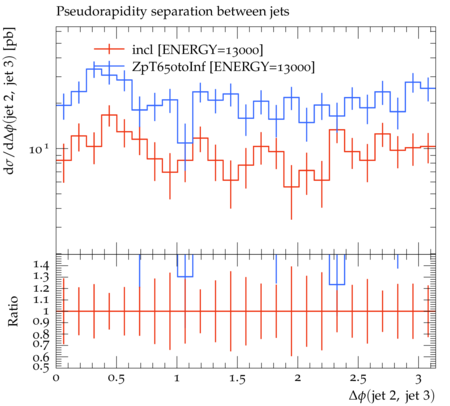 Pseudorapidity separation between jets
dσ/dΔϕ(jet 2, jet 3) [pb]
incl [ENERGY=13000]
ZpT650toInf [ENERGY=13000]
10¹
Ratio
1.4
1.3
1.2
1.1
1
0.9
0.8
0.7
0.6
0.5
0 0.5 1 1.5 2 2.5 3
Δϕ(jet 2, jet 3)